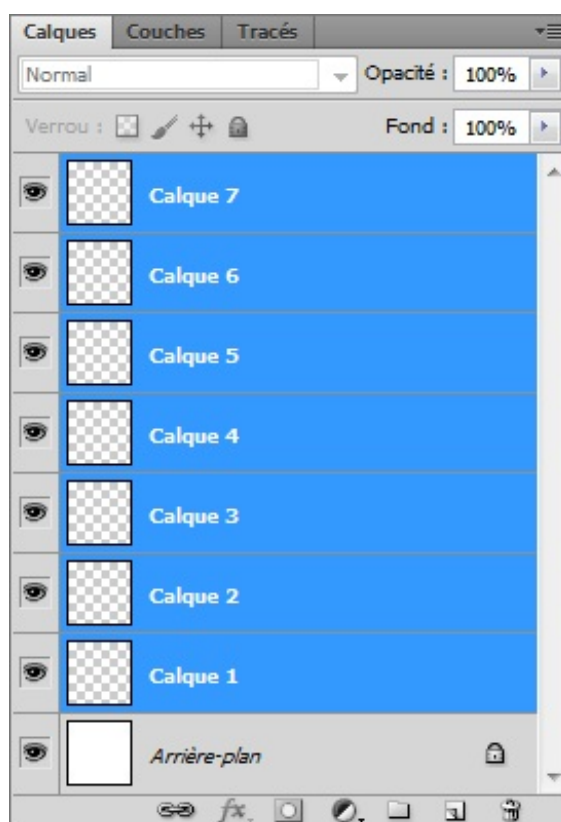 Calques Couches Tracés
Normal Opacité : 100%
Verrou : Fond : 100%
Calque 7
Calque 6
Calque 5
Calque 4
Calque 3
Calque 2
Calque 1
Arrière-plan
fx.